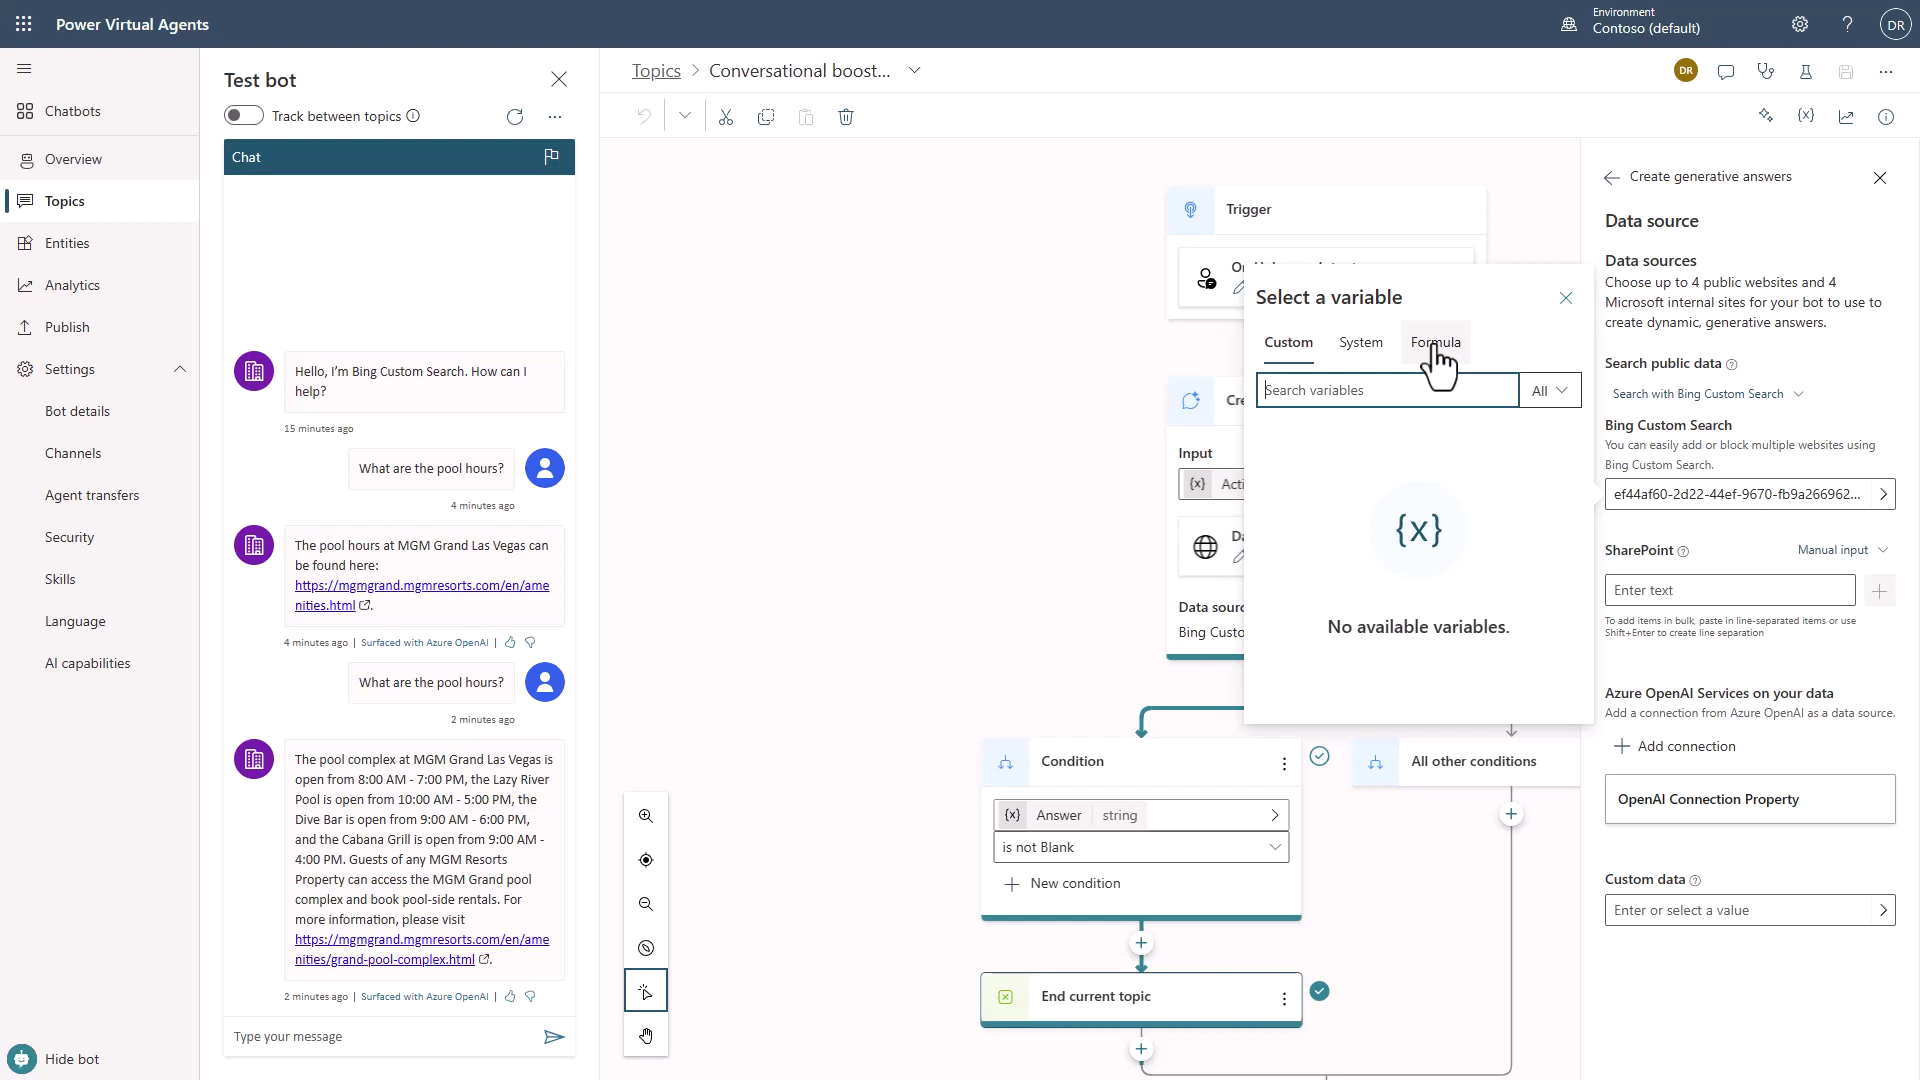 Power Virtual Agents
Environment
Contoso (default)
DR
Chatbots
Overview
Topics
Entities
Analytics
Publish
Settings
Bot details
Channels
Agent transfers
Security
Skills
Language
AI capabilities
Hide bot
Test bot
Track between topics
Chat
Hello, I'm Bing Custom Search. How can I
help?
15 minutes ago
What are the pool hours?
4 minutes ago
The pool hours at MGM Grand Las Vegas can
be found here:
https://mgmgrand.mgmresorts.com/en/ame
nities.html.
4 minutes ago | Surfaced with Azure OpenAI |
What are the pool hours?
2 minutes ago
The pool complex at MGM Grand Las Vegas is
open from 8:00 AM - 7:00 PM, the Lazy River
Pool is open from 10:00 AM - 5:00 PM, the
Dive Bar is open from 9:00 AM - 6:00 PM,
and the Cabana Grill is open from 9:00 AM -
4:00 PM. Guests of any MGM Resorts
Property can access the MGM Grand pool
complex and book pool-side rentals. For
more information, please visit
https://mgmgrand.mgmresorts.com/en/ame
nities/grand-pool-complex.html.
2 minutes ago | Surfaced with Azure OpenAI |
Type your message
Topics > Conversational boost...
DR
Trigger
Input
{x} Acti
Data sourc
Bing Custo
Select a variable
Custom System Formula
Search variables
All
{x}
No available variables.
Condition
{x} Answer string
is not Blank
New condition
All other conditions
End current topic
Create generative answers
Data source
Data sources
Choose up to 4 public websites and 4
Microsoft internal sites for your bot to use to
create dynamic, generative answers.
Search public data
Search with Bing Custom Search
Bing Custom Search
You can easily add or block multiple websites using
Bing Custom Search.
ef44af60-2d22-44ef-9670-fb9a266962...
SharePoint
Manual input
Enter text
To add items in bulk, paste in line-separated items or use
Shift+Enter to create line separation
Azure OpenAI Services on your data
Add a connection from Azure OpenAI as a data source.
Add connection
OpenAI Connection Property
Custom data
Enter or select a value